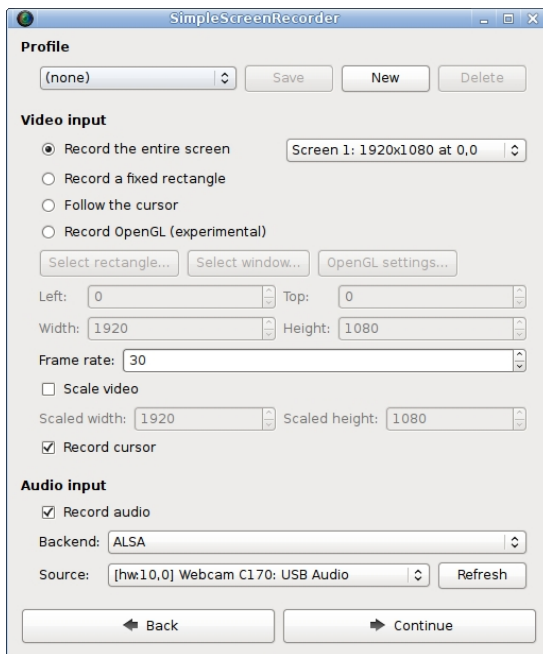 SimpleScreenRecorder
Profile
(none) Save New Delete
Video input
Record the entire screen Screen 1: 1920x1080 at 0,0
Record a fixed rectangle
Follow the cursor
Record OpenGL (experimental)
Select rectangle... Select window... OpenGL settings...
Left: 0 Top: 0
Width: 1920 Height: 1080
Frame rate: 30
Scale video
Scaled width: 1920 Scaled height: 1080
Record cursor
Audio input
Record audio
Backend: ALSA
Source: [hw:10,0] Webcam C170: USB Audio Refresh
Back Continue